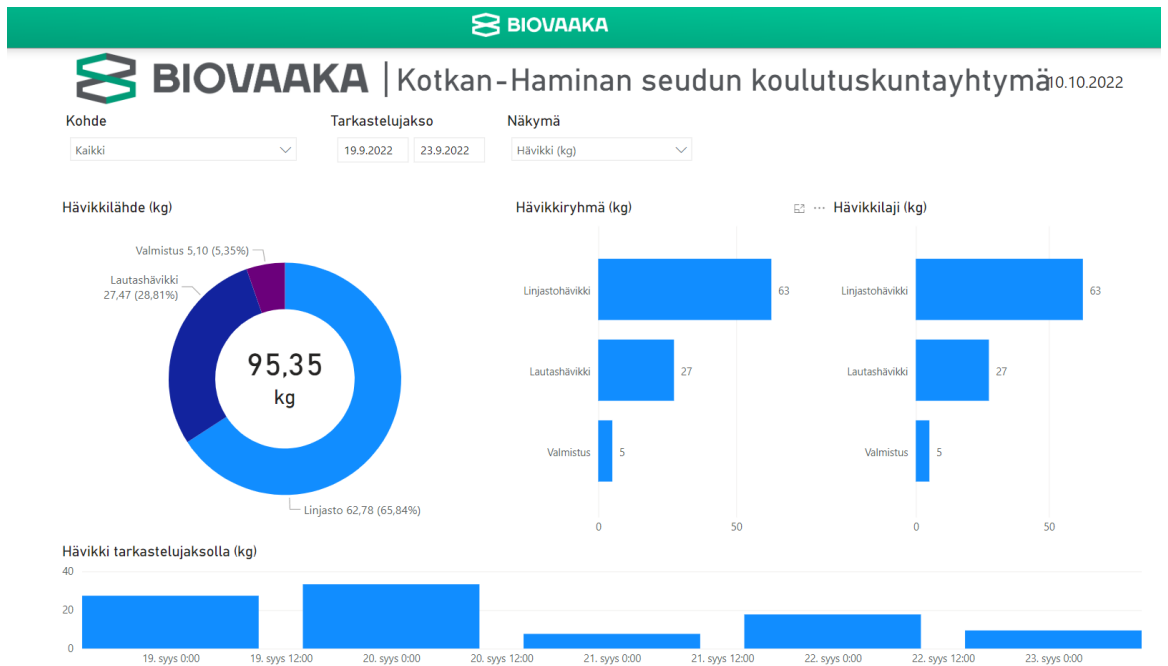 BIOVAAKA
BIOVAAKA | Kotkan-Haminan seudun koulutuskuntayhtymä 10.10.2022
Kohde Tarkastelujakso Näkymä
Kaikki 19.9.2022 23.9.2022 Hävikki (kg)
Hävikkilähde (kg)
Valmistus 5,10 (5,35%)
Lautashävikki
27,47 (28,81%)
95,35
kg
Linjasto 62,78 (65,84%)
Hävikkiryhmä (kg)
Linjastohävikki 63
Lautashävikki 27
Valmistus 5
0 50
Hävikkilaji (kg)
Linjastohävikki 63
Lautashävikki 27
Valmistus 5
0 50
Hävikki tarkastelujaksolla (kg)
40
20
0
19. syys 0:00 19. syys 12:00 20. syys 0:00 20. syys 12:00 21. syys 0:00 21. syys 12:00 22. syys 0:00 22. syys 12:00 23. syys 0:00